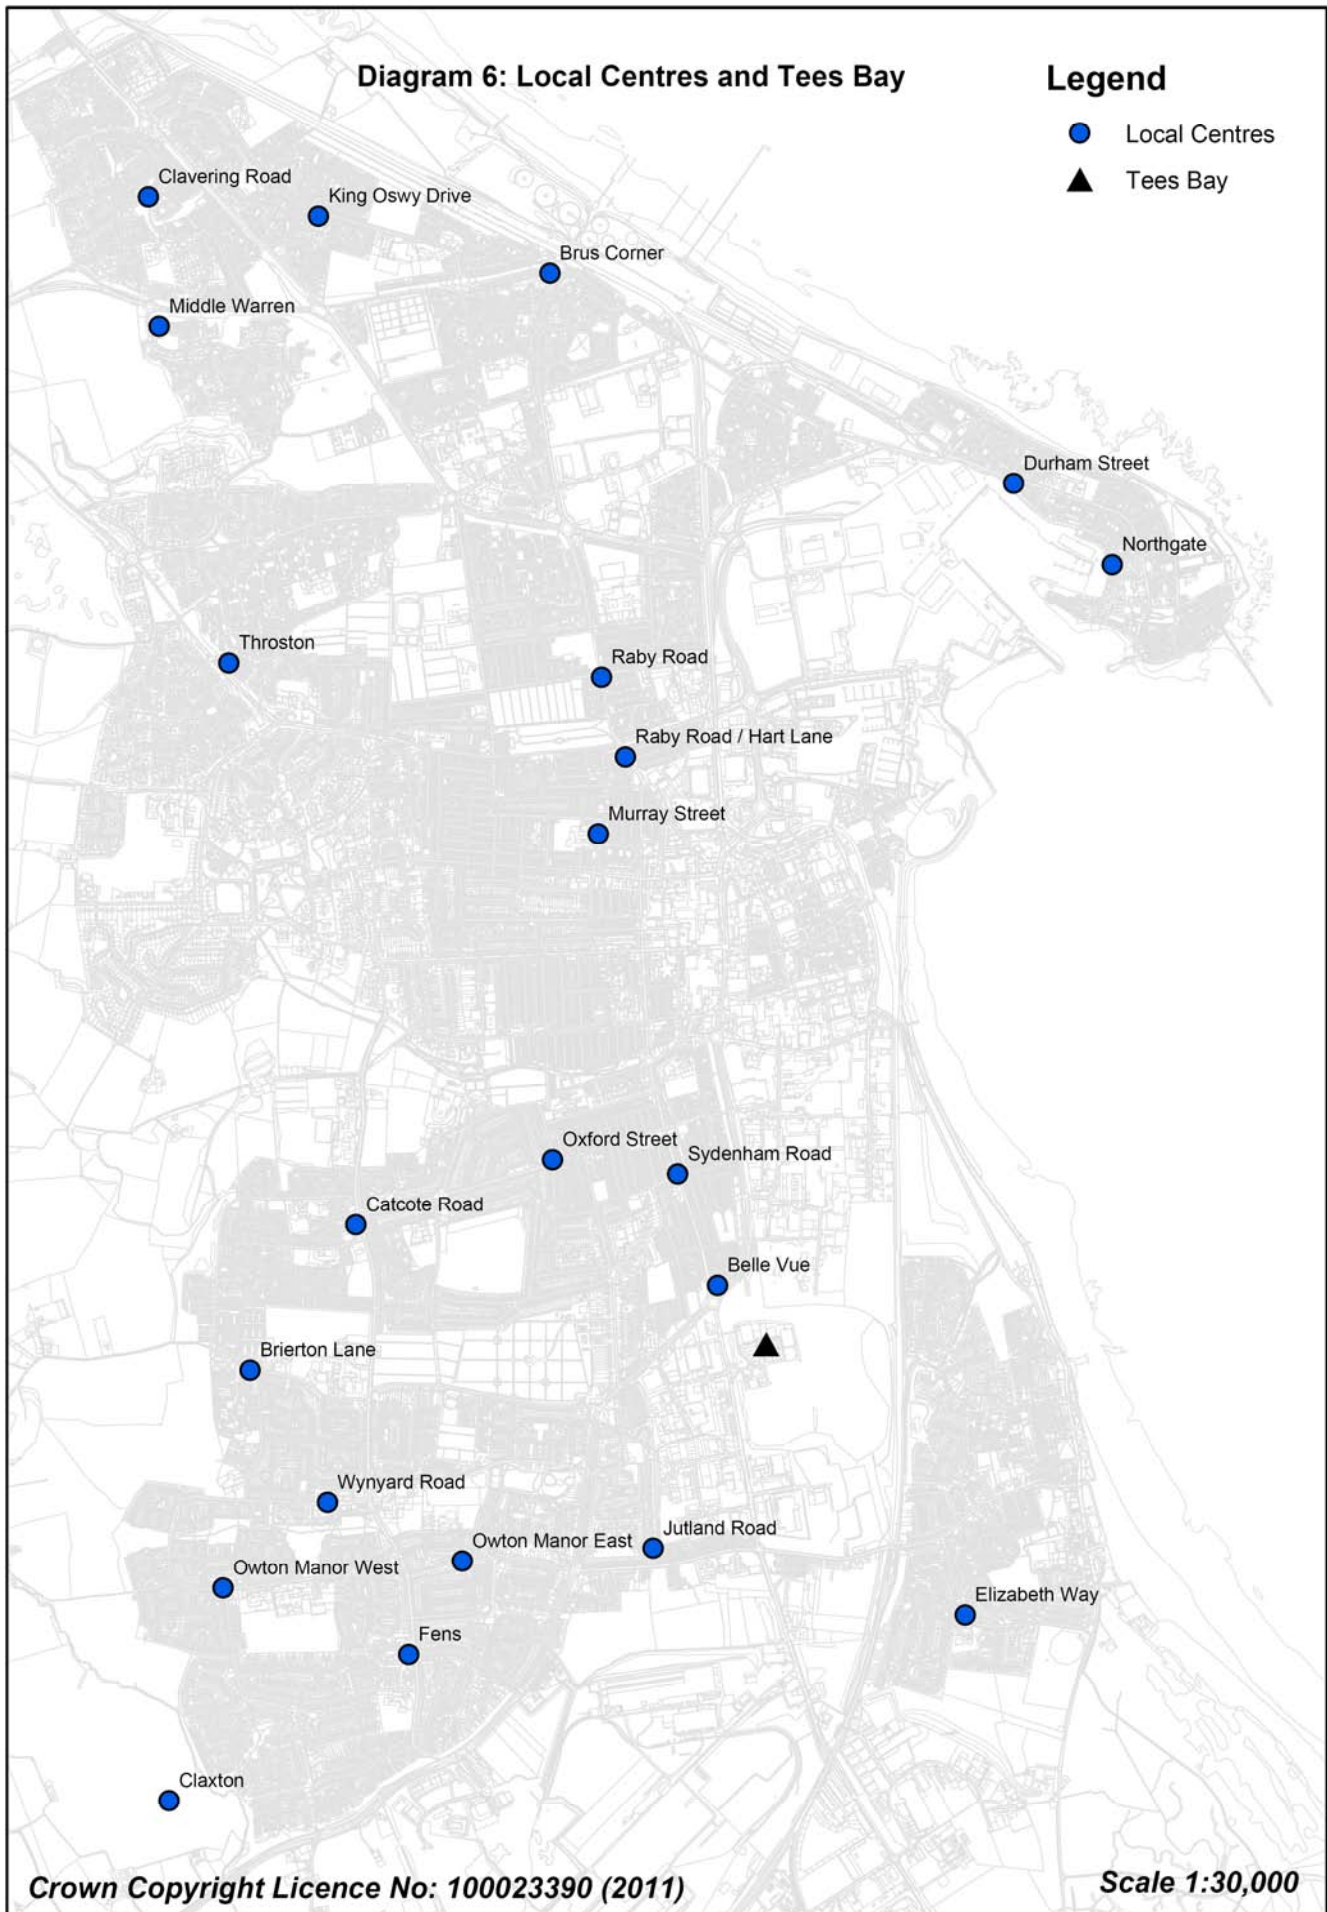 Diagram 6: Local Centres and Tees Bay
Legend
Local Centres
Tees Bay
Clavering Road
King Oswy Drive
Brus Corner
Middle Warren
Durham Street
Northgate
Throston
Raby Road
Raby Road / Hart Lane
Murray Street
Oxford Street
Sydenham Road
Catcote Road
Belle Vue
Brierton Lane
Wynyard Road
Jutland Road
Owton Manor East
Owton Manor West
Elizabeth Way
Fens
Claxton
Crown Copyright Licence No: 100023390 (2011)
Scale 1:30,000